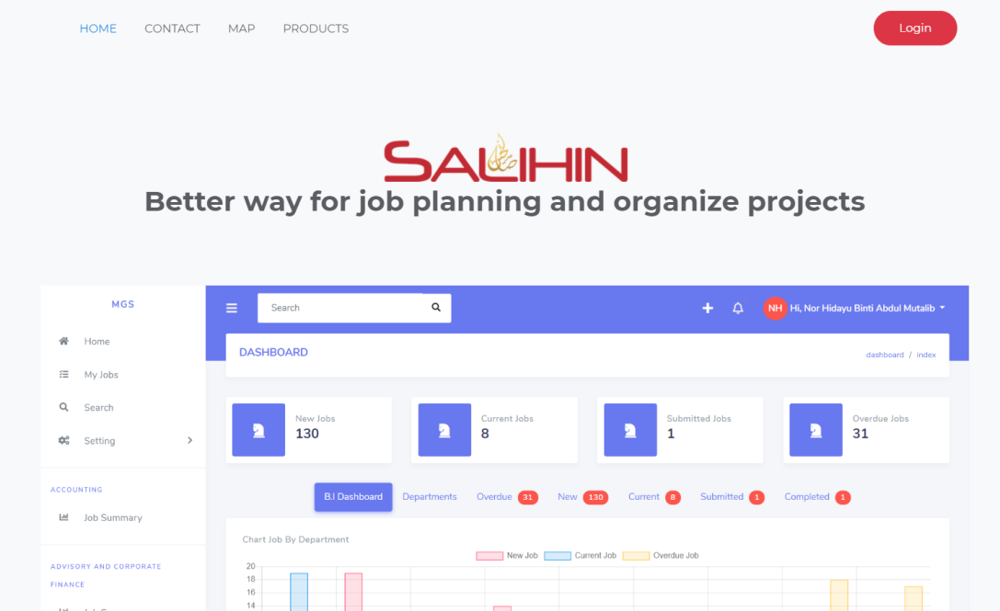 HOME CONTACT MAP PRODUCTS Login
SALIHIN
Better way for job planning and organize projects
MGS
Home
My Jobs
Search
Setting
ACCOUNTING
Job Summary
ADVISORY AND CORPORATE
FINANCE
Search
NH Hi, Nor Hidayu Binti Abdul Mutalib
DASHBOARD
dashboard / index
New Jobs
130
Current Jobs
8
Submitted Jobs
1
Overdue Jobs
31
B.I Dashboard Departments Overdue 31 New 130 Current 8 Submitted 1 Completed 1
Chart Job By Department
New Job Current Job Overdue Job
20
18
16
14